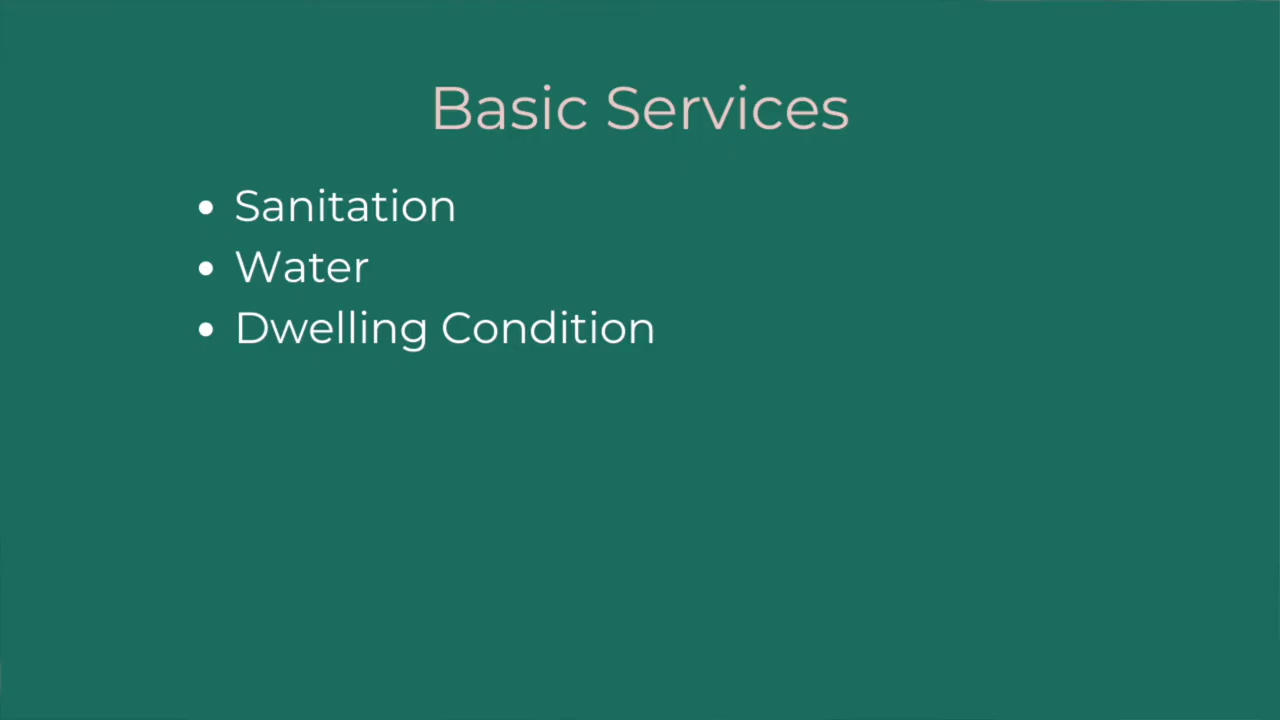 Basic Services
• Sanitation
• Water
• Dwelling Condition